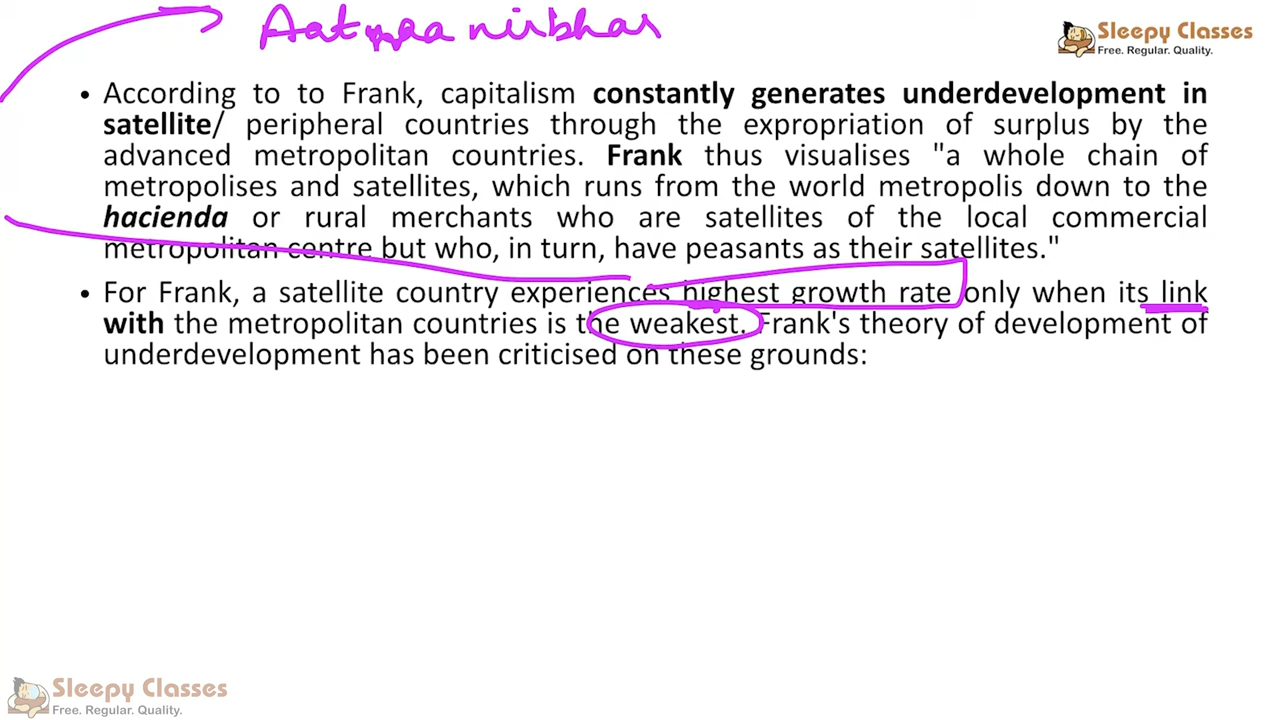 Aatmaa nirbhar
Sleepy Classes
Free. Regular. Quality.
• According to to Frank, capitalism constantly generates underdevelopment in
satellite/ peripheral countries through the expropriation of surplus by the
advanced metropolitan countries. Frank thus visualises "a whole chain of
metropolises and satellites, which runs from the world metropolis down to the
hacienda or rural merchants who are satellites of the local commercial
metropolitan centre but who, in turn, have peasants as their satellites."
• For Frank, a satellite country experiences highest growth rate only when its link
with the metropolitan countries is the weakest. Frank's theory of development of
underdevelopment has been criticised on these grounds:
Sleepy Classes
Free. Regular. Quality.